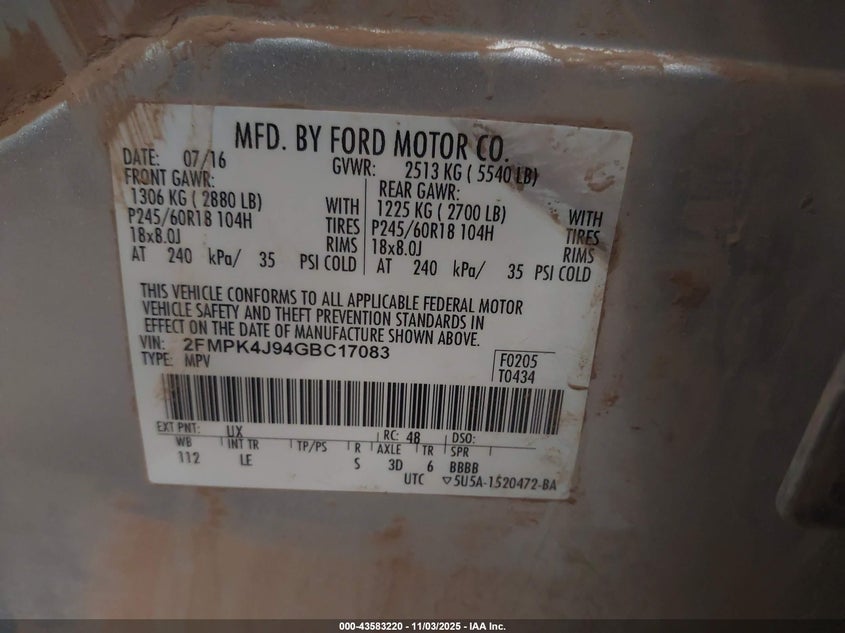 MFD. BY FORD MOTOR CO.
DATE: 07/16 GVWR: 2513 KG ( 5540 LB)
FRONT GAWR: REAR GAWR:
1306 KG ( 2880 LB) WITH 1225 KG ( 2700 LB) WITH
P245/60R18 104H TIRES P245/60R18 104H TIRES
18x8.0J RIMS 18x8.0J RIMS
AT 240 kPa/ 35 PSI COLD AT 240 kPa/ 35 PSI COLD
THIS VEHICLE CONFORMS TO ALL APPLICABLE FEDERAL MOTOR
VEHICLE SAFETY AND THEFT PREVENTION STANDARDS IN
EFFECT ON THE DATE OF MANUFACTURE SHOWN ABOVE.
VIN: 2FMPK4J94GBC17083
TYPE: MPV
F0205
T0434
EXT PNT: UX RC: 48 DSO:
WB INT TR TP/PS R AXLE TR SPR
112 LE S 3D 6 BBBB
UTC ▽5U5A-1520472-BA
000-43583220 - 11/03/2025 - IAA Inc.